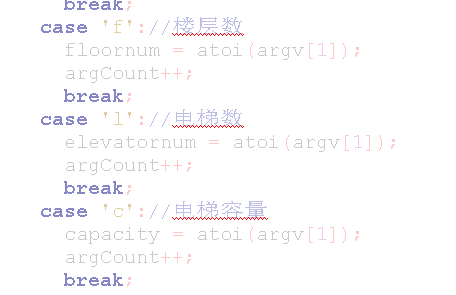 break;
case 'f'://楼层数
floornum = atoi(argv[1]);
argCount++;
break;
case 'l'://电梯数
elevatornum = atoi(argv[1]);
argCount++;
break;
case 'c'://电梯容量
capacity = atoi(argv[1]);
argCount++;
break;